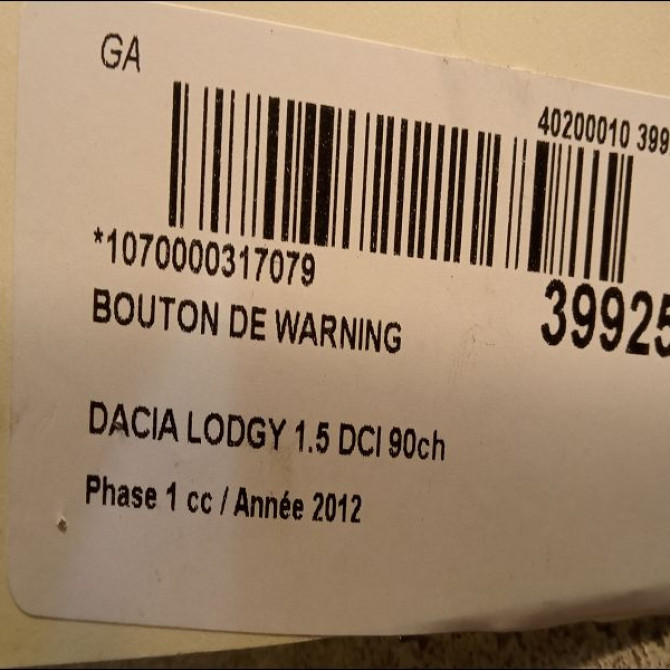 GA
40200010 399
*1070000317079
39925
BOUTON DE WARNING
DACIA LODGY 1.5 DCI 90ch
Phase 1 cc / Année 2012